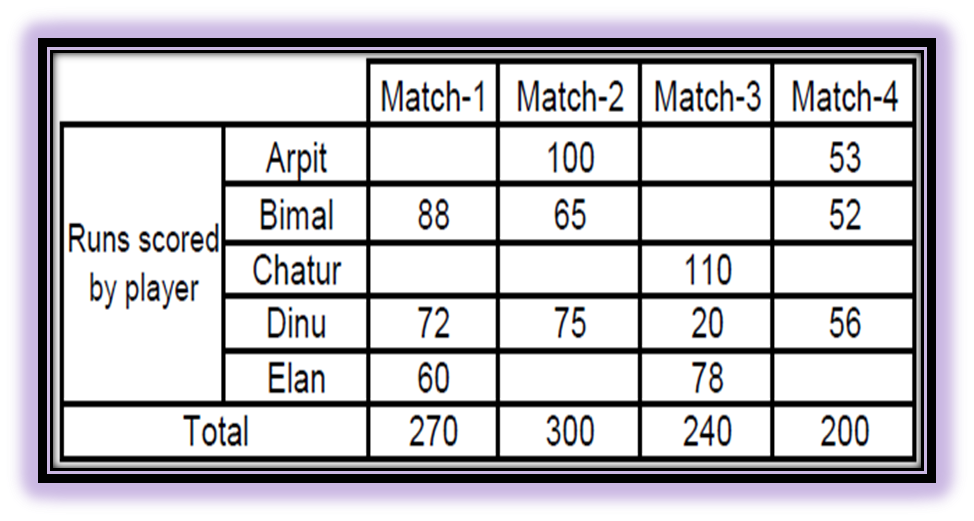 Match-1 Match-2 Match-3 Match-4
Runs scored by player
Arpit 100 53
Bimal 88 65 52
Chatur 110
Dinu 72 75 20 56
Elan 60 78
Total 270 300 240 200